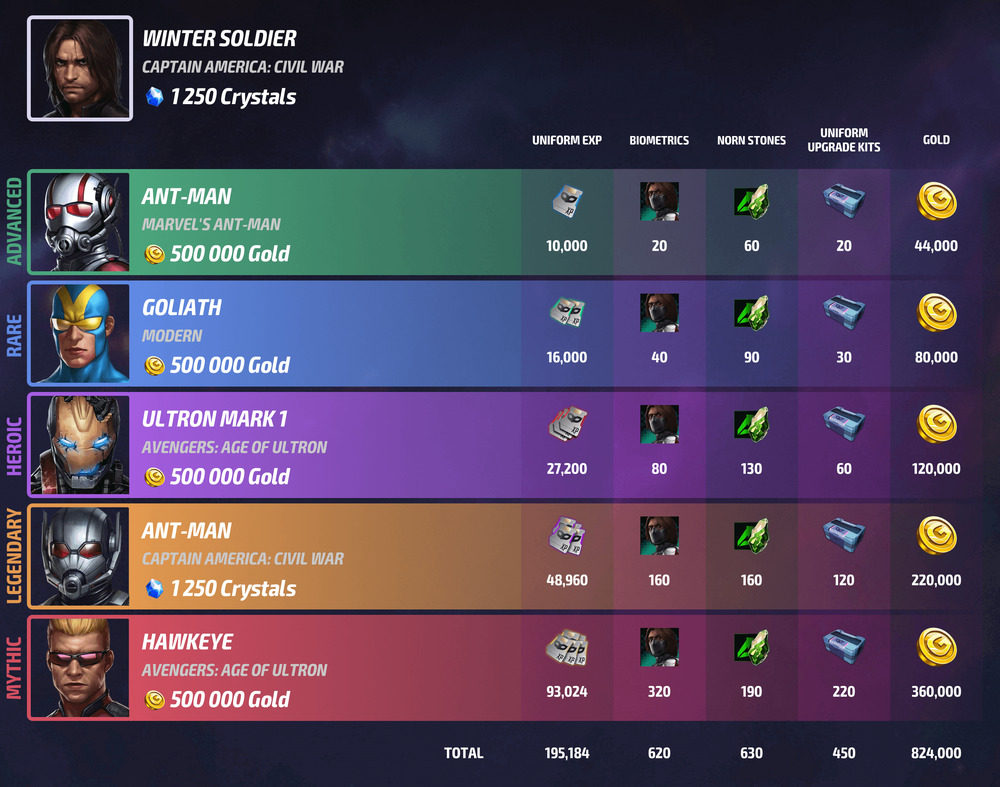 WINTER SOLDIER
CAPTAIN AMERICA: CIVIL WAR
1 250 Crystals
UNIFORM EXP BIOMETRICS NORN STONES UNIFORM UPGRADE KITS GOLD
ADVANCED
ANT-MAN
MARVEL'S ANT-MAN
500 000 Gold
10,000 20 60 20 44,000
RARE
GOLIATH
MODERN
500 000 Gold
16,000 40 90 30 80,000
HEROIC
ULTRON MARK 1
AVENGERS: AGE OF ULTRON
500 000 Gold
27,200 80 130 60 120,000
LEGENDARY
ANT-MAN
CAPTAIN AMERICA: CIVIL WAR
1 250 Crystals
48,960 160 160 120 220,000
MYTHIC
HAWKEYE
AVENGERS: AGE OF ULTRON
500 000 Gold
93,024 320 190 220 360,000
TOTAL 195,184 620 630 450 824,000